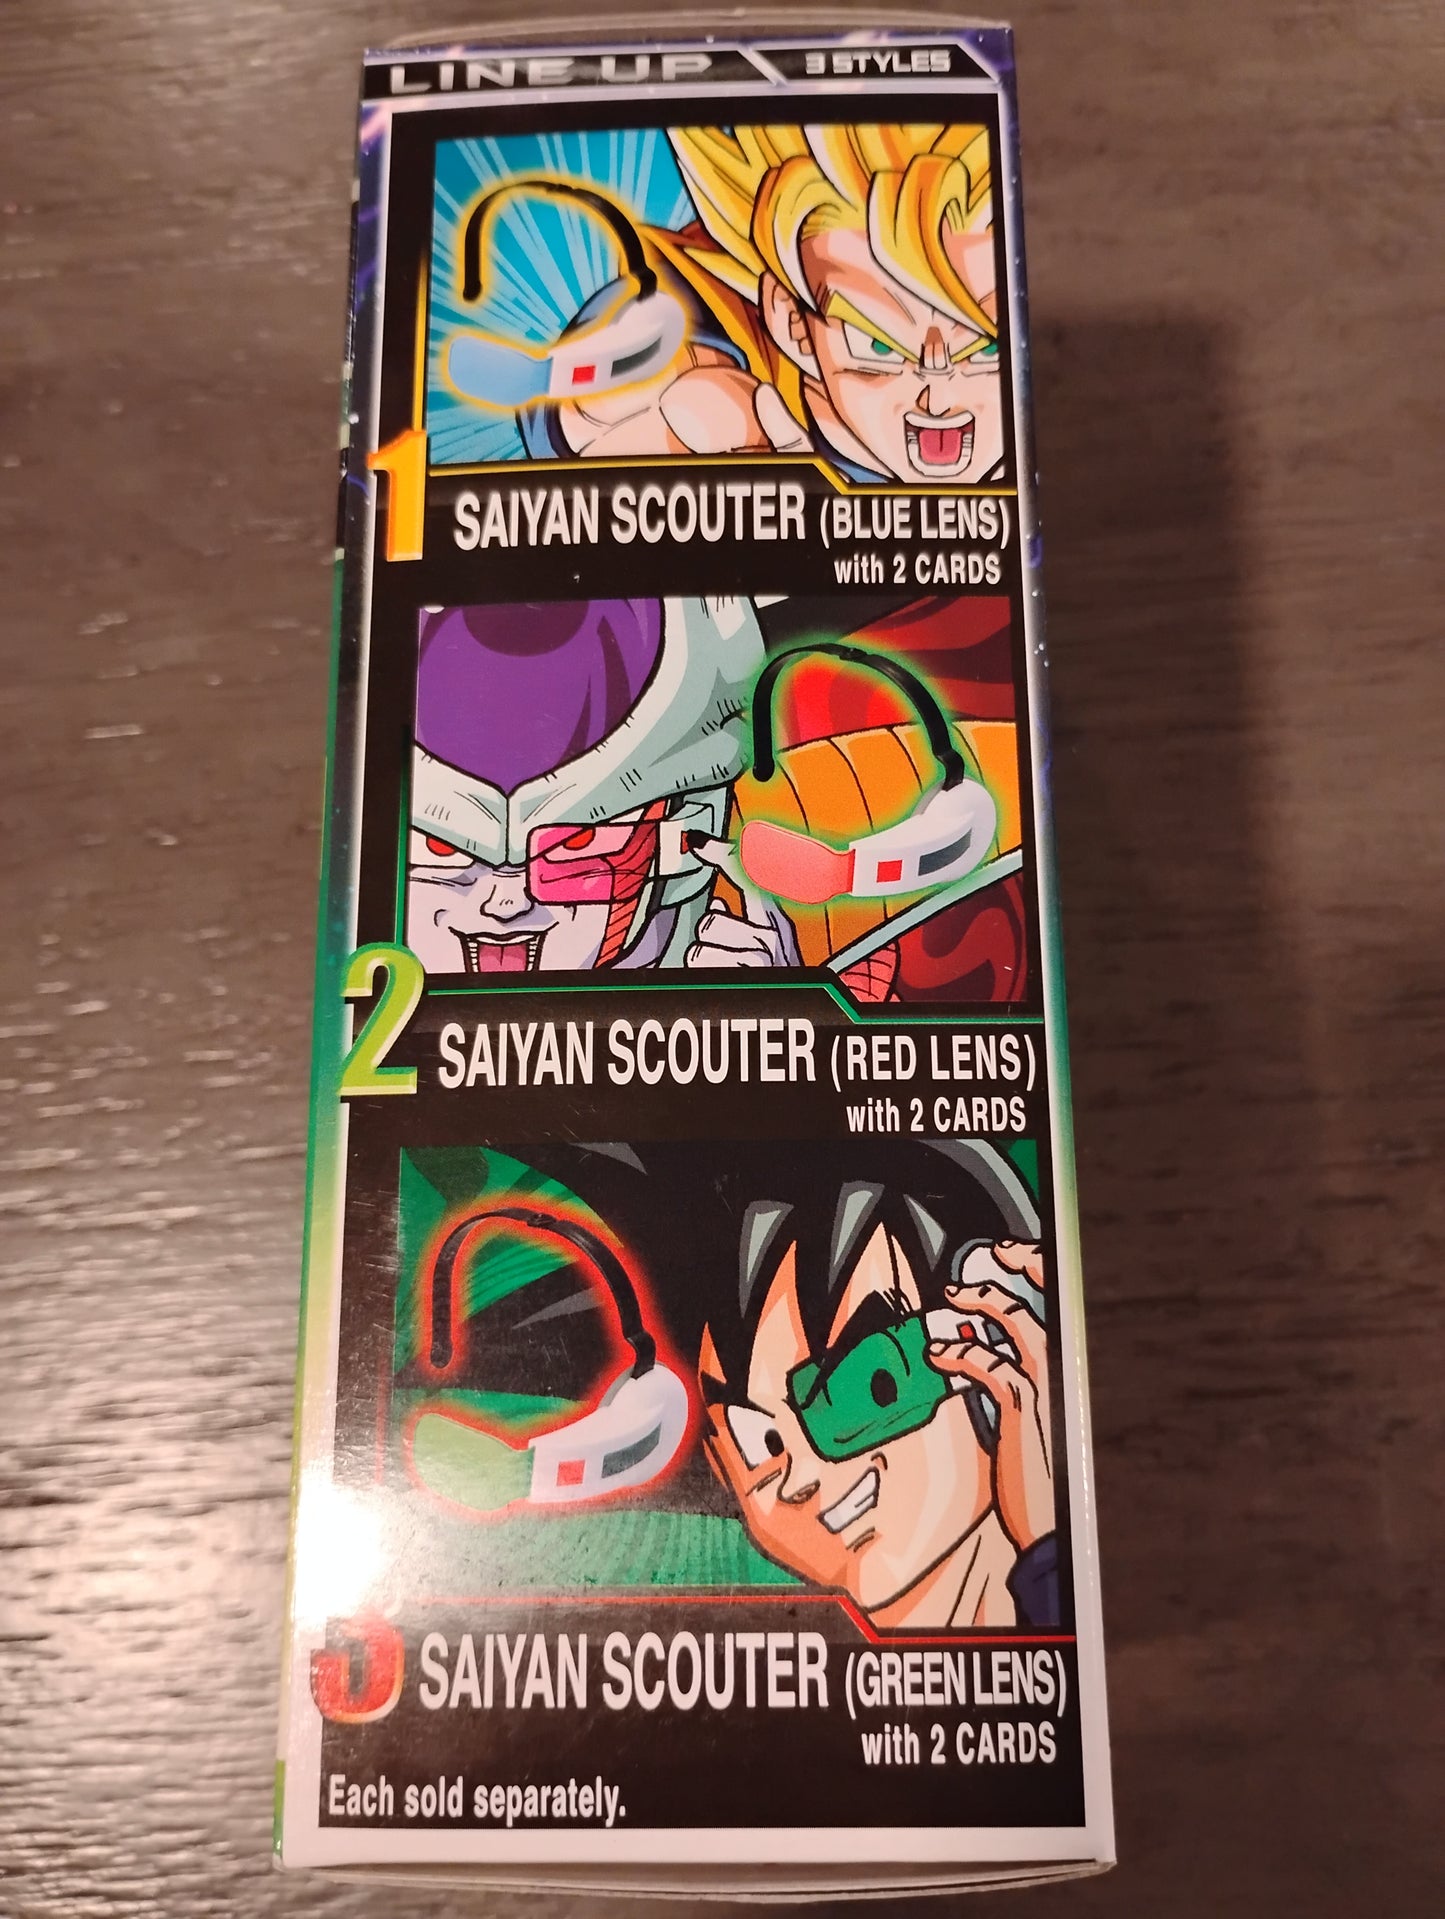 LINE UP 3 STYLES
1 SAIYAN SCOUTER (BLUE LENS)
with 2 CARDS
2 SAIYAN SCOUTER (RED LENS)
with 2 CARDS
3 SAIYAN SCOUTER (GREEN LENS)
with 2 CARDS
Each sold separately.